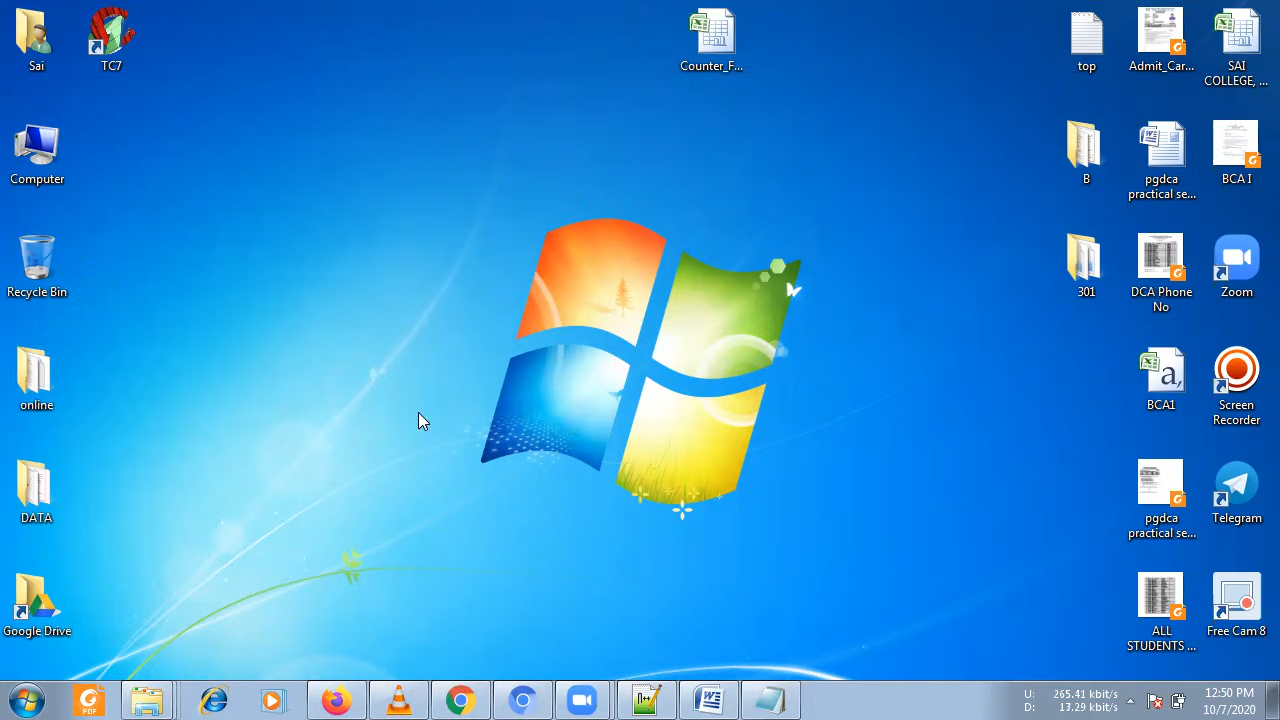 Sai
TC7
Counter_F...
top
Admit_Car...
SAI
COLLEGE, ...
Computer
B
pgdca
practical se...
BCA I
Recycle Bin
301
DCA Phone
No
Zoom
online
a,
BCA1
Screen
Recorder
DATA
pgdca
practical se...
Telegram
Google Drive
ALL
STUDENTS ...
Free Cam 8
PDF
U: 265.41 kbit/s
D: 13.29 kbit/s
12:50 PM
10/7/2020